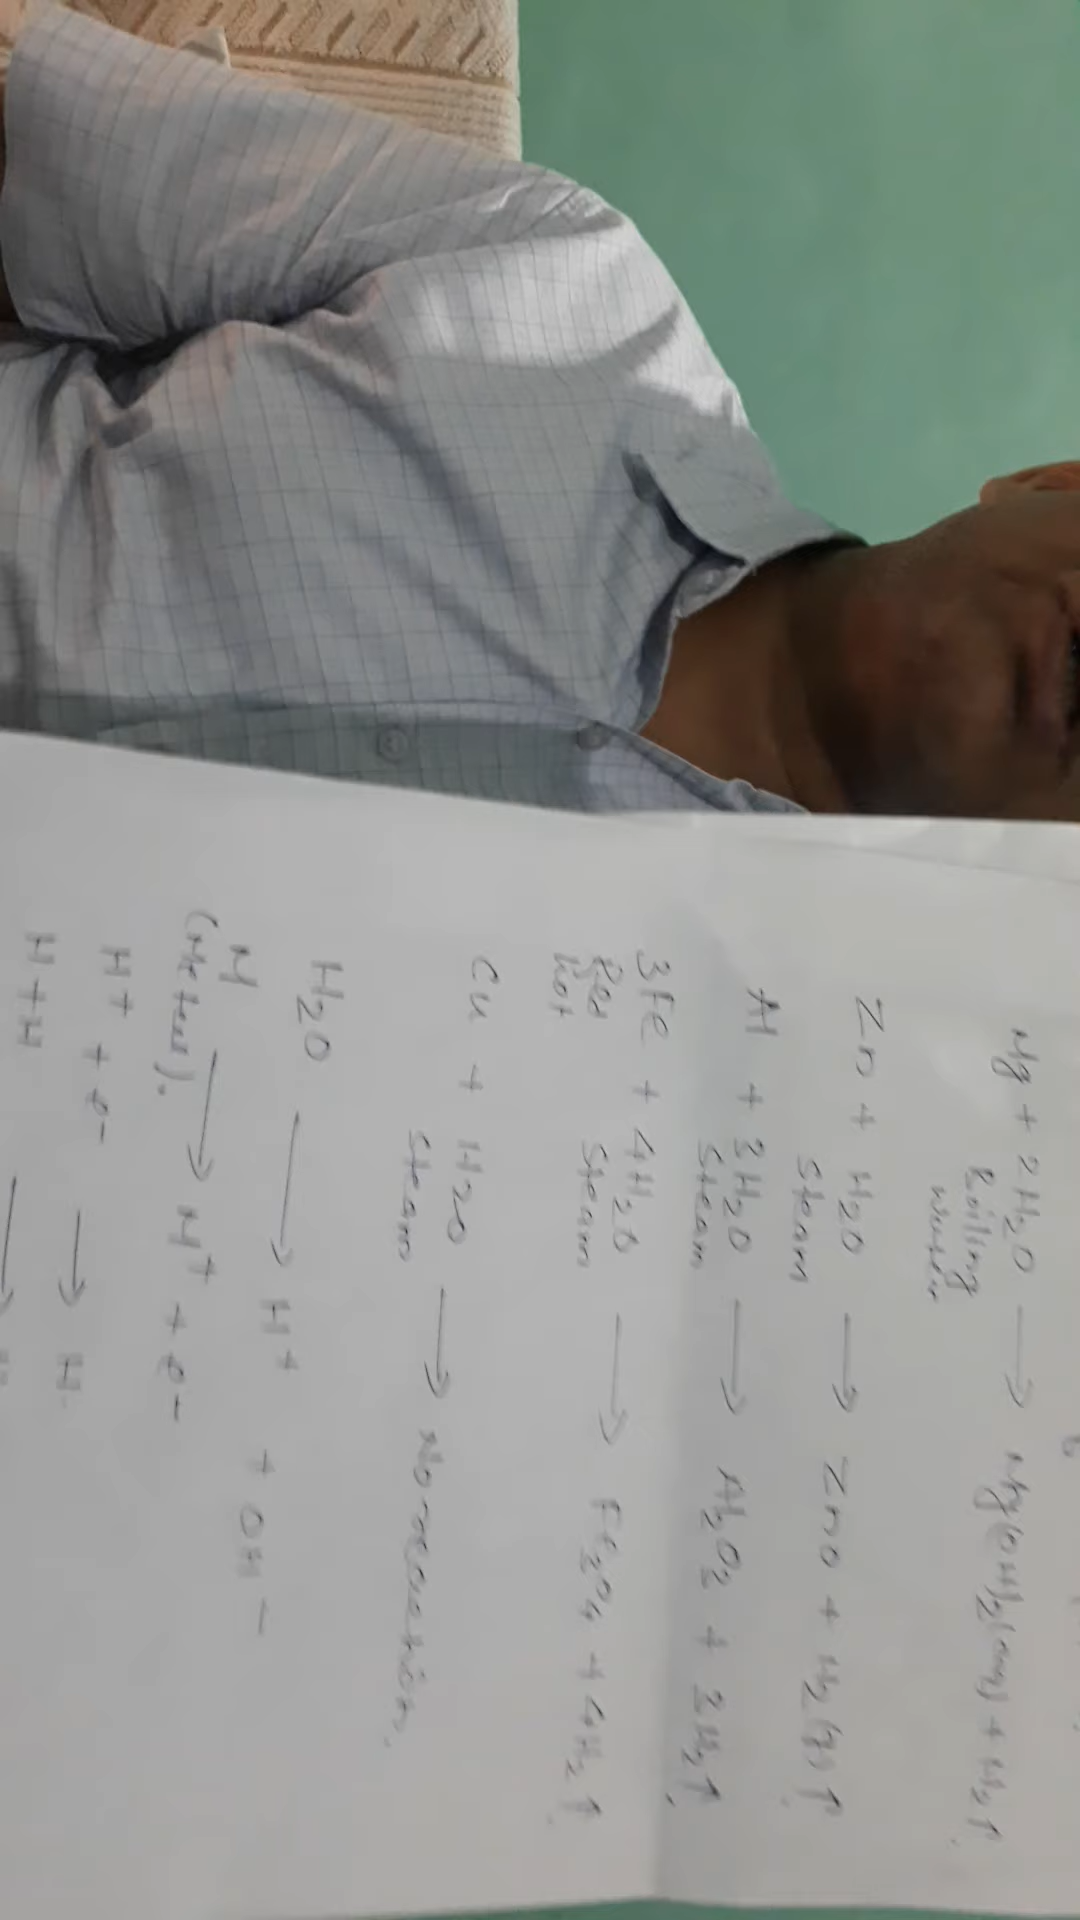 Mg + 2H2O → Mg(OH)2(aq) + H2↑
Boiling
water
Zn + H2O → ZnO + H2(g)↑
Steam
Al + 3H2O → Al2O3 + 3H2↑
Steam
3Fe + 4H2O → Fe3O4 + 4H2↑
Red Steam
hot
Cu + H2O → No reaction.
Steam
H2O → H+ + OH-
M → M+ + e-
(Metal).
H+ + e- → H
H+H →